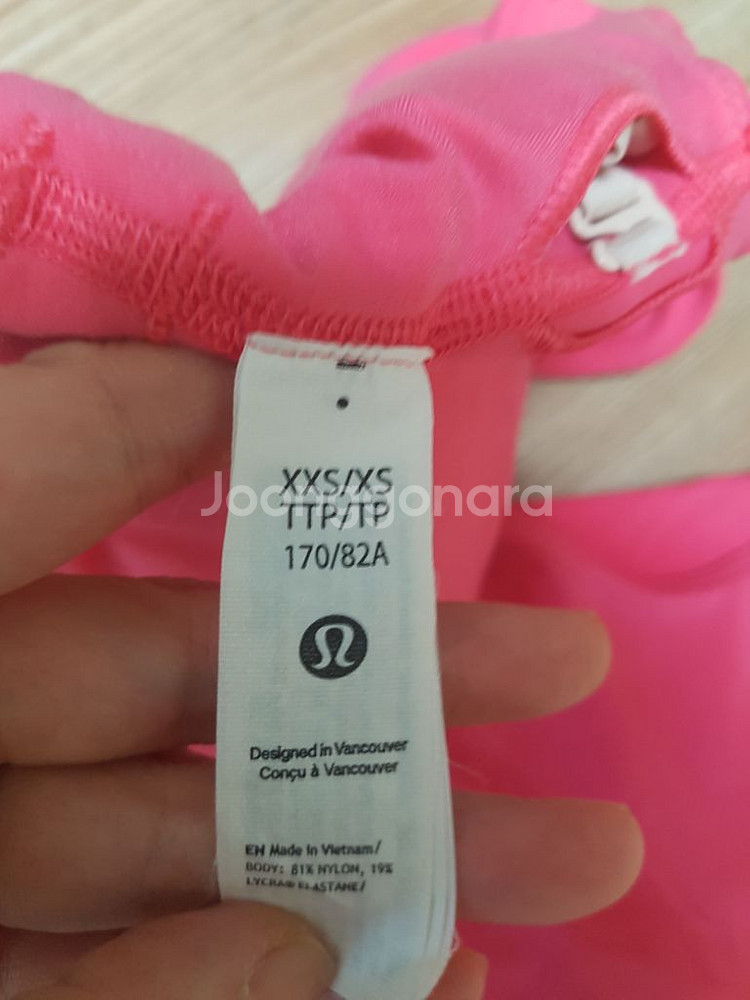 XXS/XS
Joonggonara
TTP/TP
170/82A
Designed in Vancouver
Conçu à Vancouver
EN Made in Vietnam/
BODY: 81% NYLON, 19%
LYCRA® ELASTANE/